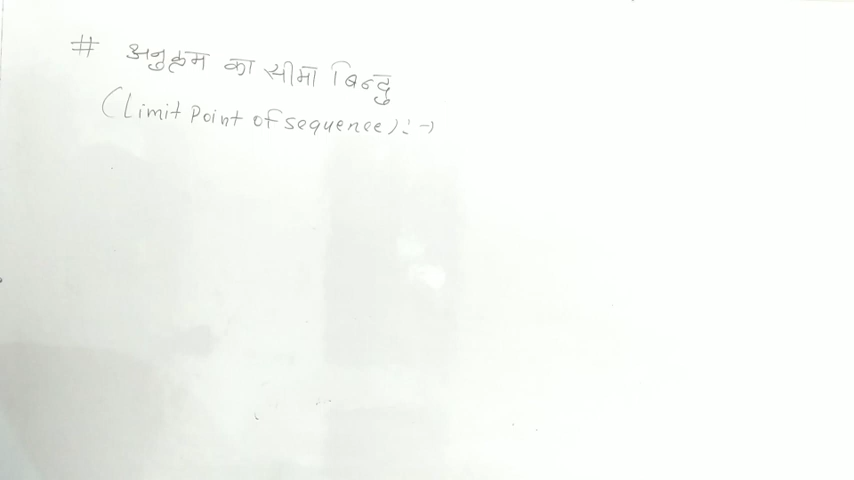 # अनुक्रम का सीमा बिन्दु
(Limit Point of sequence) : →